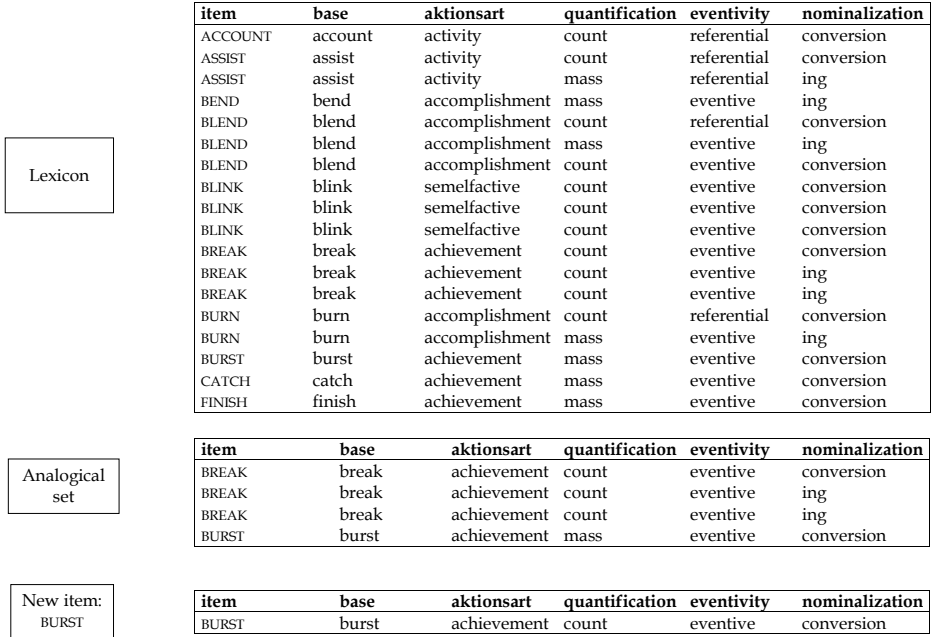 item base aktionsart quantification eventivity nominalization
ACCOUNT account activity count referential conversion
ASSIST assist activity count referential conversion
ASSIST assist activity mass referential ing
BEND bend accomplishment mass eventive ing
BLEND blend accomplishment count referential conversion
BLEND blend accomplishment mass eventive ing
BLEND blend accomplishment count eventive conversion
Lexicon
BLINK blink semelfactive count eventive conversion
BLINK blink semelfactive count eventive conversion
BLINK blink semelfactive count eventive conversion
BREAK break achievement count eventive conversion
BREAK break achievement count eventive ing
BREAK break achievement count eventive ing
BURN burn accomplishment count referential conversion
BURN burn accomplishment mass eventive ing
BURST burst achievement mass eventive conversion
CATCH catch achievement mass eventive conversion
FINISH finish achievement mass eventive conversion
Analogical
set
item base aktionsart quantification eventivity nominalization
BREAK break achievement count eventive conversion
BREAK break achievement count eventive ing
BREAK break achievement count eventive ing
BURST burst achievement mass eventive conversion
New item:
BURST
item base aktionsart quantification eventivity nominalization
BURST burst achievement count eventive conversion